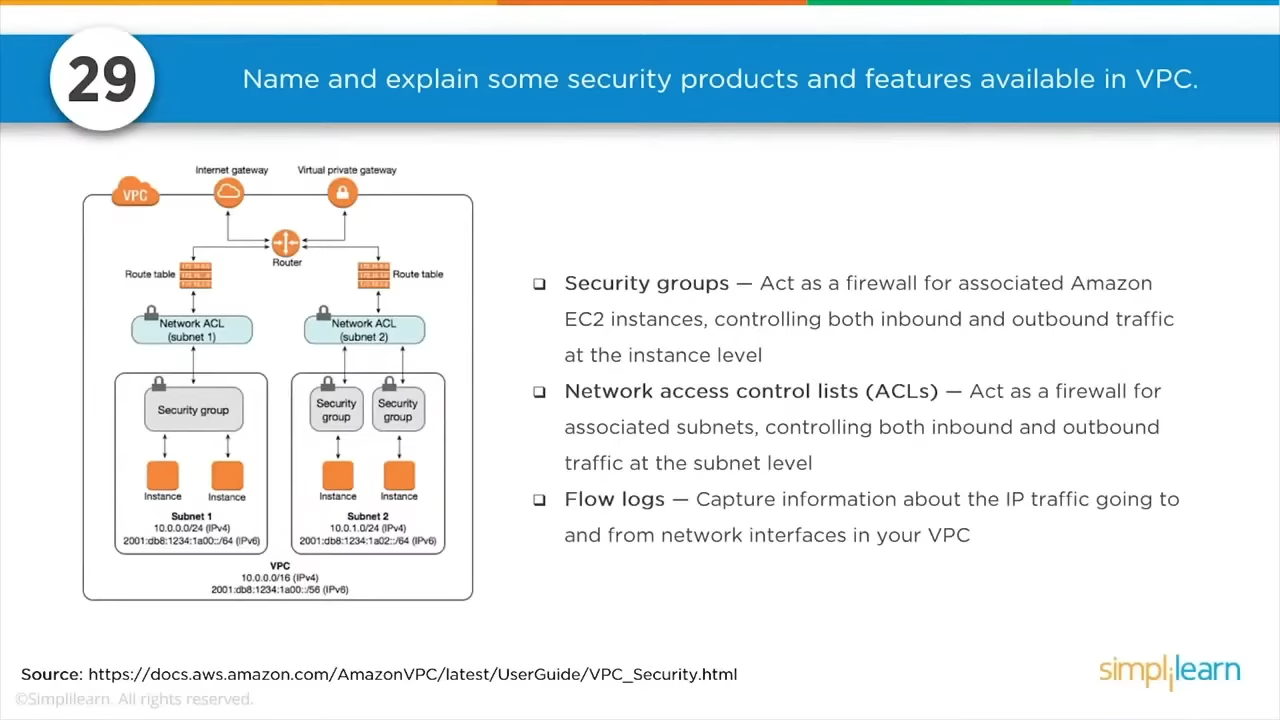 29
Name and explain some security products and features available in VPC.
Internet gateway
Virtual private gateway
VPC
Router
Route table
Route table
Network ACL
(subnet 1)
Network ACL
(subnet 2)
Security group
Security
group
Security
group
Instance
Instance
Instance
Instance
Subnet 1
10.0.0.0/24 (IPv4)
2001:db8:1234:1a00::/64 (IPv6)
Subnet 2
10.0.1.0/24 (IPv4)
2001:db8:1234:1a02::/64 (IPv6)
VPC
10.0.0.0/16 (IPv4)
2001:db8:1234:1a00::/56 (IPv6)
Security groups — Act as a firewall for associated Amazon
EC2 instances, controlling both inbound and outbound traffic
at the instance level
Network access control lists (ACLs) — Act as a firewall for
associated subnets, controlling both inbound and outbound
traffic at the subnet level
Flow logs — Capture information about the IP traffic going to
and from network interfaces in your VPC
Source: https://docs.aws.amazon.com/AmazonVPC/latest/UserGuide/VPC_Security.html
©Simplilearn. All rights reserved.
simplilearn